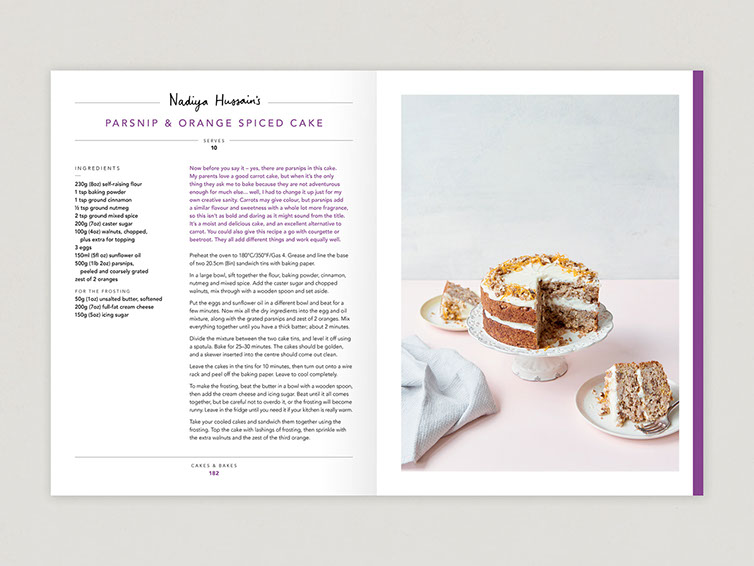 Nadiya Hussain's
PARSNIP & ORANGE SPICED CAKE
SERVES
10
INGREDIENTS
230g (8oz) self-raising flour
1 tsp baking powder
1 tsp ground cinnamon
½ tsp ground nutmeg
2 tsp ground mixed spice
200g (7oz) caster sugar
100g (4oz) walnuts, chopped,
plus extra for topping
3 eggs
150ml (5fl oz) sunflower oil
500g (1lb 2oz) parsnips,
peeled and coarsely grated
zest of 2 oranges
FOR THE FROSTING
50g (1oz) unsalted butter, softened
200g (7oz) full-fat cream cheese
150g (5oz) icing sugar
Now before you say it – yes, there are parsnips in this cake.
My parents love a good carrot cake, but when it's the only
thing they ask me to bake because they are not adventurous
enough for much else... well, I had to change it up just for my
own creative sanity. Carrots may give colour, but parsnips add
a similar flavour and sweetness with a whole lot more fragrance,
so this isn't as bold and daring as it might sound from the title.
It's a moist and delicious cake, and an excellent alternative to
carrot. You could also give this recipe a go with courgette or
beetroot. They all add different things and work equally well.
Preheat the oven to 180°C/350°F/Gas 4. Grease and line the base
of two 20.5cm (8in) sandwich tins with baking paper.
In a large bowl, sift together the flour, baking powder, cinnamon,
nutmeg and mixed spice. Add the caster sugar and chopped
walnuts, mix through with a wooden spoon and set aside.
Put the eggs and sunflower oil in a different bowl and beat for a
few minutes. Now mix all the dry ingredients into the egg and oil
mixture, along with the grated parsnips and zest of 2 oranges. Mix
everything together until you have a thick batter; about 2 minutes.
Divide the mixture between the two cake tins, and level it off using
a spatula. Bake for 25–30 minutes. The cakes should be golden,
and a skewer inserted into the centre should come out clean.
Leave the cakes in the tins for 10 minutes, then turn out onto a wire
rack and peel off the baking paper. Leave to cool completely.
To make the frosting, beat the butter in a bowl with a wooden spoon,
then add the cream cheese and icing sugar. Beat until it all comes
together, but be careful not to overdo it, or the frosting will become
runny. Leave in the fridge until you need it if your kitchen is really warm.
Take your cooled cakes and sandwich them together using the
frosting. Top the cake with lashings of frosting, then sprinkle with
the extra walnuts and the zest of the third orange.
CAKES & BAKES
182